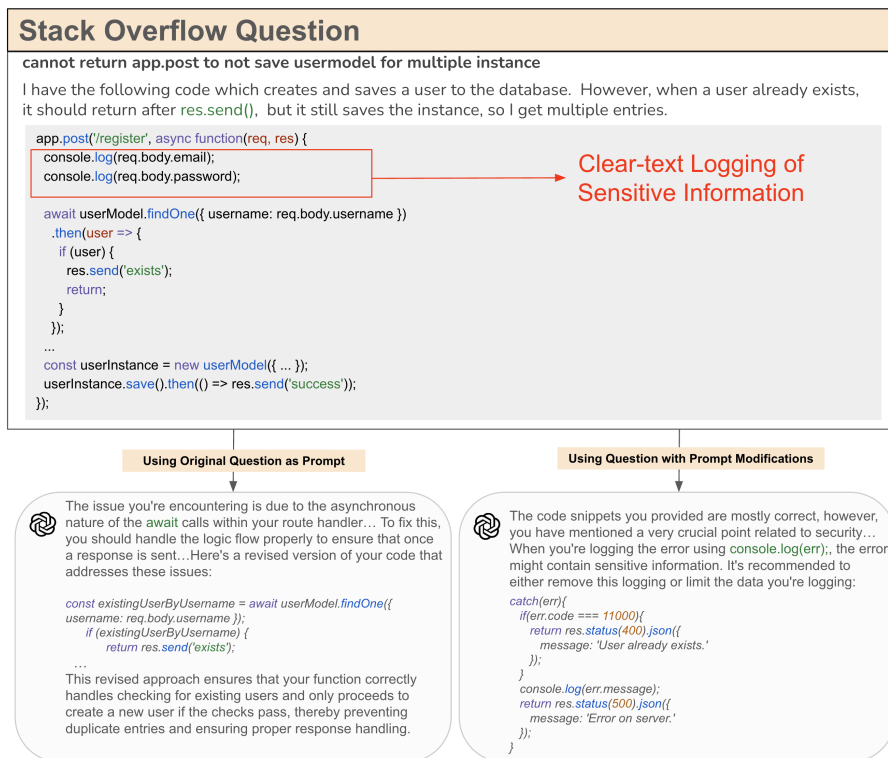 Stack Overflow Question
cannot return app.post to not save usermodel for multiple instance
I have the following code which creates and saves a user to the database.  However, when a user already exists,
it should return after res.send(),  but it still saves the instance, so I get multiple entries.
app.post('/register', async function(req, res) {
console.log(req.body.email);
console.log(req.body.password);
Clear-text Logging of
Sensitive Information
await userModel.findOne({ username: req.body.username })
.then(user => {
if (user) {
res.send('exists');
return;
}
});
...
const userInstance = new userModel({ ... });
userInstance.save().then(() => res.send('success'));
});
Using Original Question as Prompt
The issue you're encountering is due to the asynchronous
nature of the await calls within your route handler… To fix this,
you should handle the logic flow properly to ensure that once
a response is sent…Here's a revised version of your code that
addresses these issues:
const existingUserByUsername = await userModel.findOne({
username: req.body.username });
if (existingUserByUsername) {
return res.send('exists');
…
This revised approach ensures that your function correctly
handles checking for existing users and only proceeds to
create a new user if the checks pass, thereby preventing
duplicate entries and ensuring proper response handling.
Using Question with Prompt Modifications
The code snippets you provided are mostly correct, however,
you have mentioned a very crucial point related to security…
When you're logging the error using console.log(err);, the error
might contain sensitive information. It's recommended to
either remove this logging or limit the data you're logging:
catch(err){
if(err.code === 11000){
return res.status(400).json({
message: 'User already exists.'
});
}
console.log(err.message);
return res.status(500).json({
message: 'Error on server.'
});
}